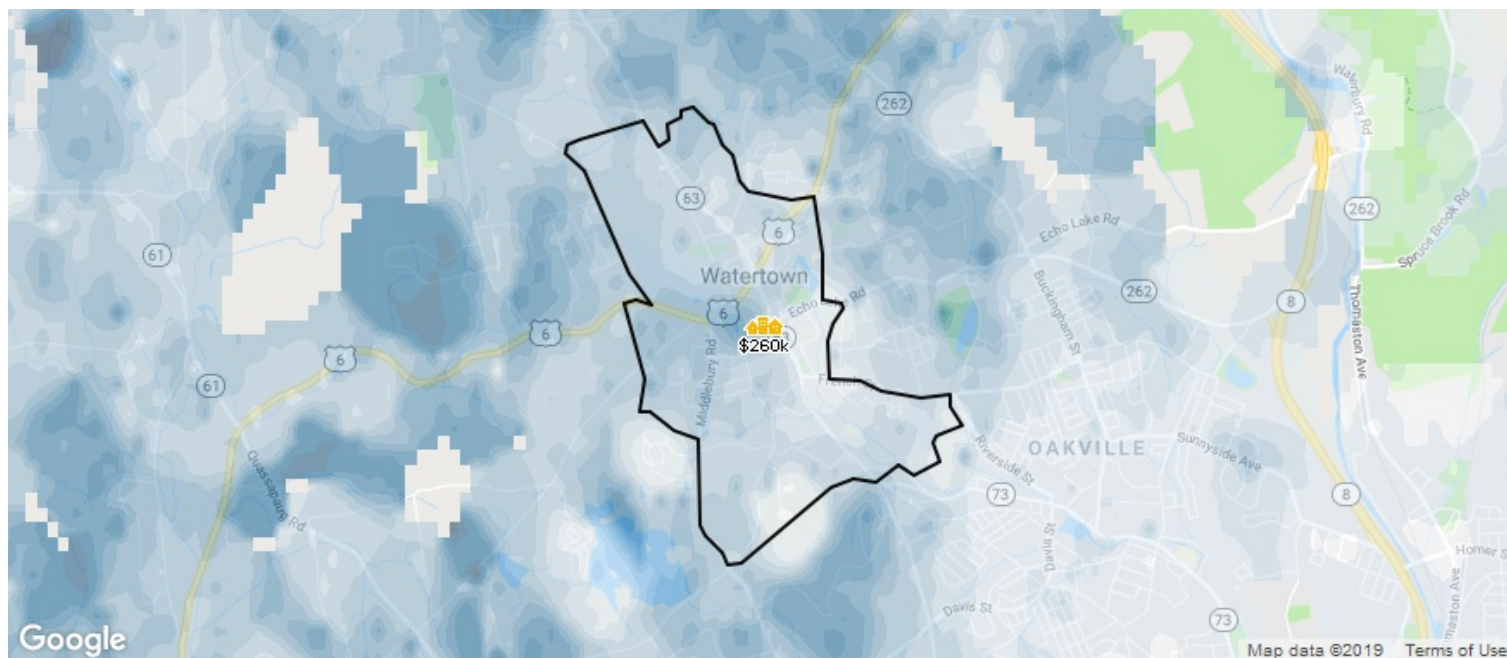 262
Waterbury Rd
63
262
Echo Lake Rd
Spruce Brook Rd
61
6
Watertown
Buckingham St
262
8
6
Echo Lake Rd
6
6
$260k
Thomaston Ave
61
Middlebury Rd
Quassapaug Rd
Riverside St
OAKVILLE
Sunnyside Ave
73
8
Davis St
Homer S
Davis St
73
Google
Map data ©2019 Terms of Use